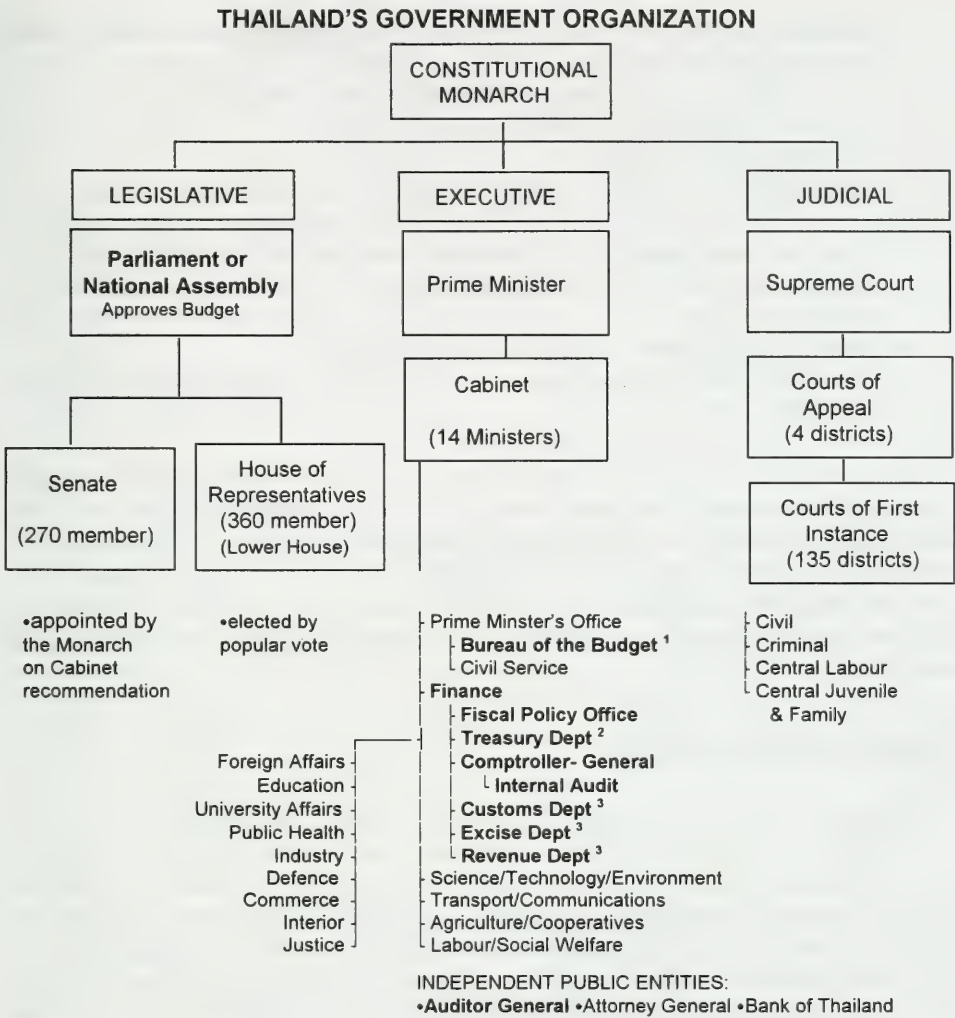 THAILAND'S GOVERNMENT ORGANIZATION
CONSTITUTIONAL
MONARCH
LEGISLATIVE
EXECUTIVE
JUDICIAL
Parliament or
National Assembly
Approves Budget
Prime Minister
Supreme Court
Cabinet
(14 Ministers)
Courts of
Appeal
(4 districts)
Senate
(270 member)
House of
Representatives
(360 member)
(Lower House)
Courts of First
Instance
(135 districts)
•appointed by
the Monarch
on Cabinet
recommendation
•elected by
popular vote
Prime Minster's Office
Bureau of the Budget 1
Civil Service
Finance
Fiscal Policy Office
Treasury Dept 2
Comptroller- General
Internal Audit
Customs Dept 3
Excise Dept 3
Revenue Dept 3
Science/Technology/Environment
Transport/Communications
Agriculture/Cooperatives
Labour/Social Welfare
Foreign Affairs
Education
University Affairs
Public Health
Industry
Defence
Commerce
Interior
Justice
Civil
Criminal
Central Labour
Central Juvenile
& Family
INDEPENDENT PUBLIC ENTITIES:
•Auditor General •Attorney General •Bank of Thailand